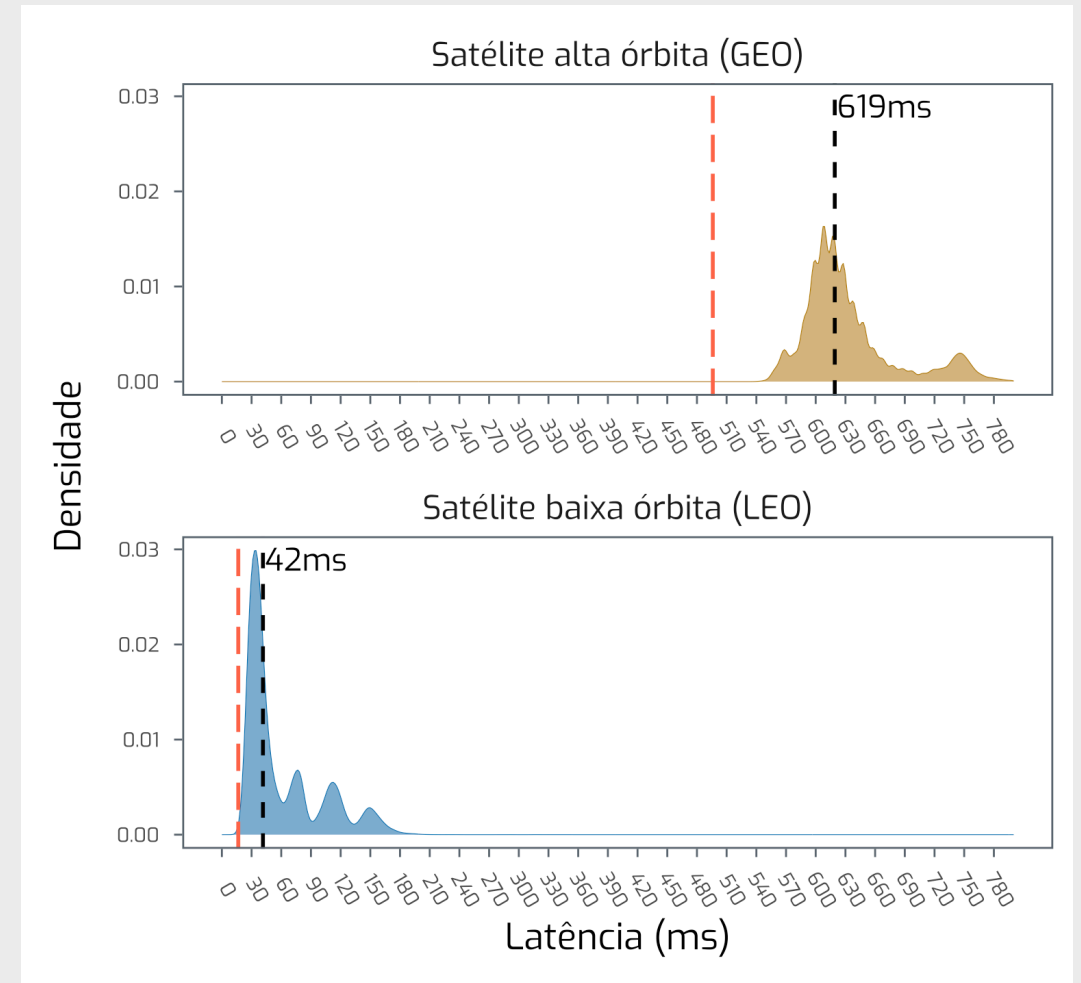 Satélite alta órbita (GEO)
0.03
619ms
0.02
0.01
0.00
0 30 60 90 120 150 180 210 240 270 300 330 360 390 420 450 480 510 540 570 600 630 660 690 720 750 780
Densidade
Satélite baixa órbita (LEO)
0.03
42ms
0.02
0.01
0.00
0 30 60 90 120 150 180 210 240 270 300 330 360 390 420 450 480 510 540 570 600 630 660 690 720 750 780
Latência (ms)